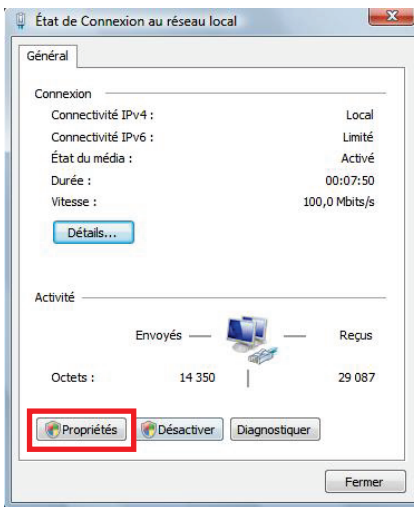 État de Connexion au réseau local
Général
Connexion
Connectivité IPv4 : Local
Connectivité IPv6 : Limité
État du média : Activé
Durée : 00:07:50
Vitesse : 100,0 Mbits/s
Détails...
Activité
Envoyés Reçus
Octets : 14 350 29 087
Propriétés Désactiver Diagnostiquer
Fermer